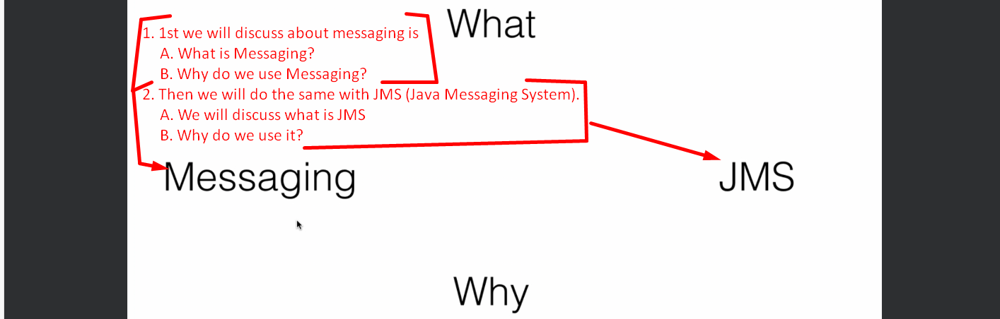 What
1. 1st we will discuss about messaging is
A. What is Messaging?
B. Why do we use Messaging?
2. Then we will do the same with JMS (Java Messaging System).
A. We will discuss what is JMS
B. Why do we use it?
Messaging
JMS
Why